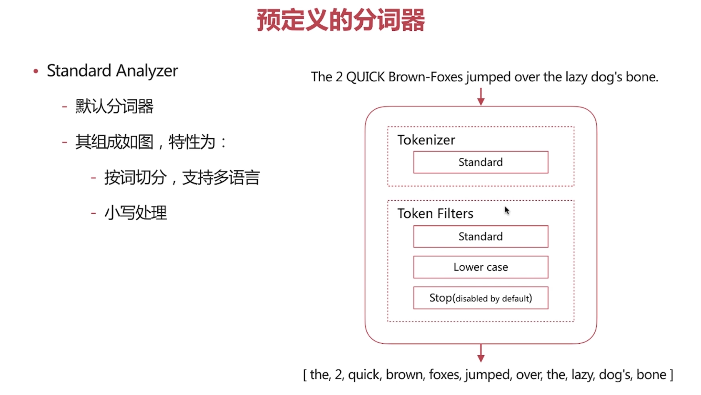 预定义的分词器
• Standard Analyzer
- 默认分词器
- 其组成如图，特性为：
- 按词切分，支持多语言
- 小写处理
The 2 QUICK Brown-Foxes jumped over the lazy dog's bone.
Tokenizer
Standard
Token Filters
Standard
Lower case
Stop(disabled by default)
[ the, 2, quick, brown, foxes, jumped, over, the, lazy, dog's, bone ]